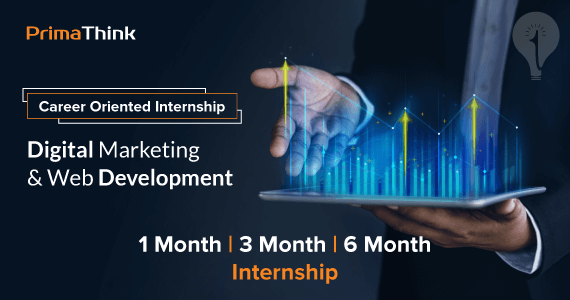 PrimaThink
Career Oriented Internship
Digital Marketing
& Web Development
1 Month | 3 Month | 6 Month
Internship